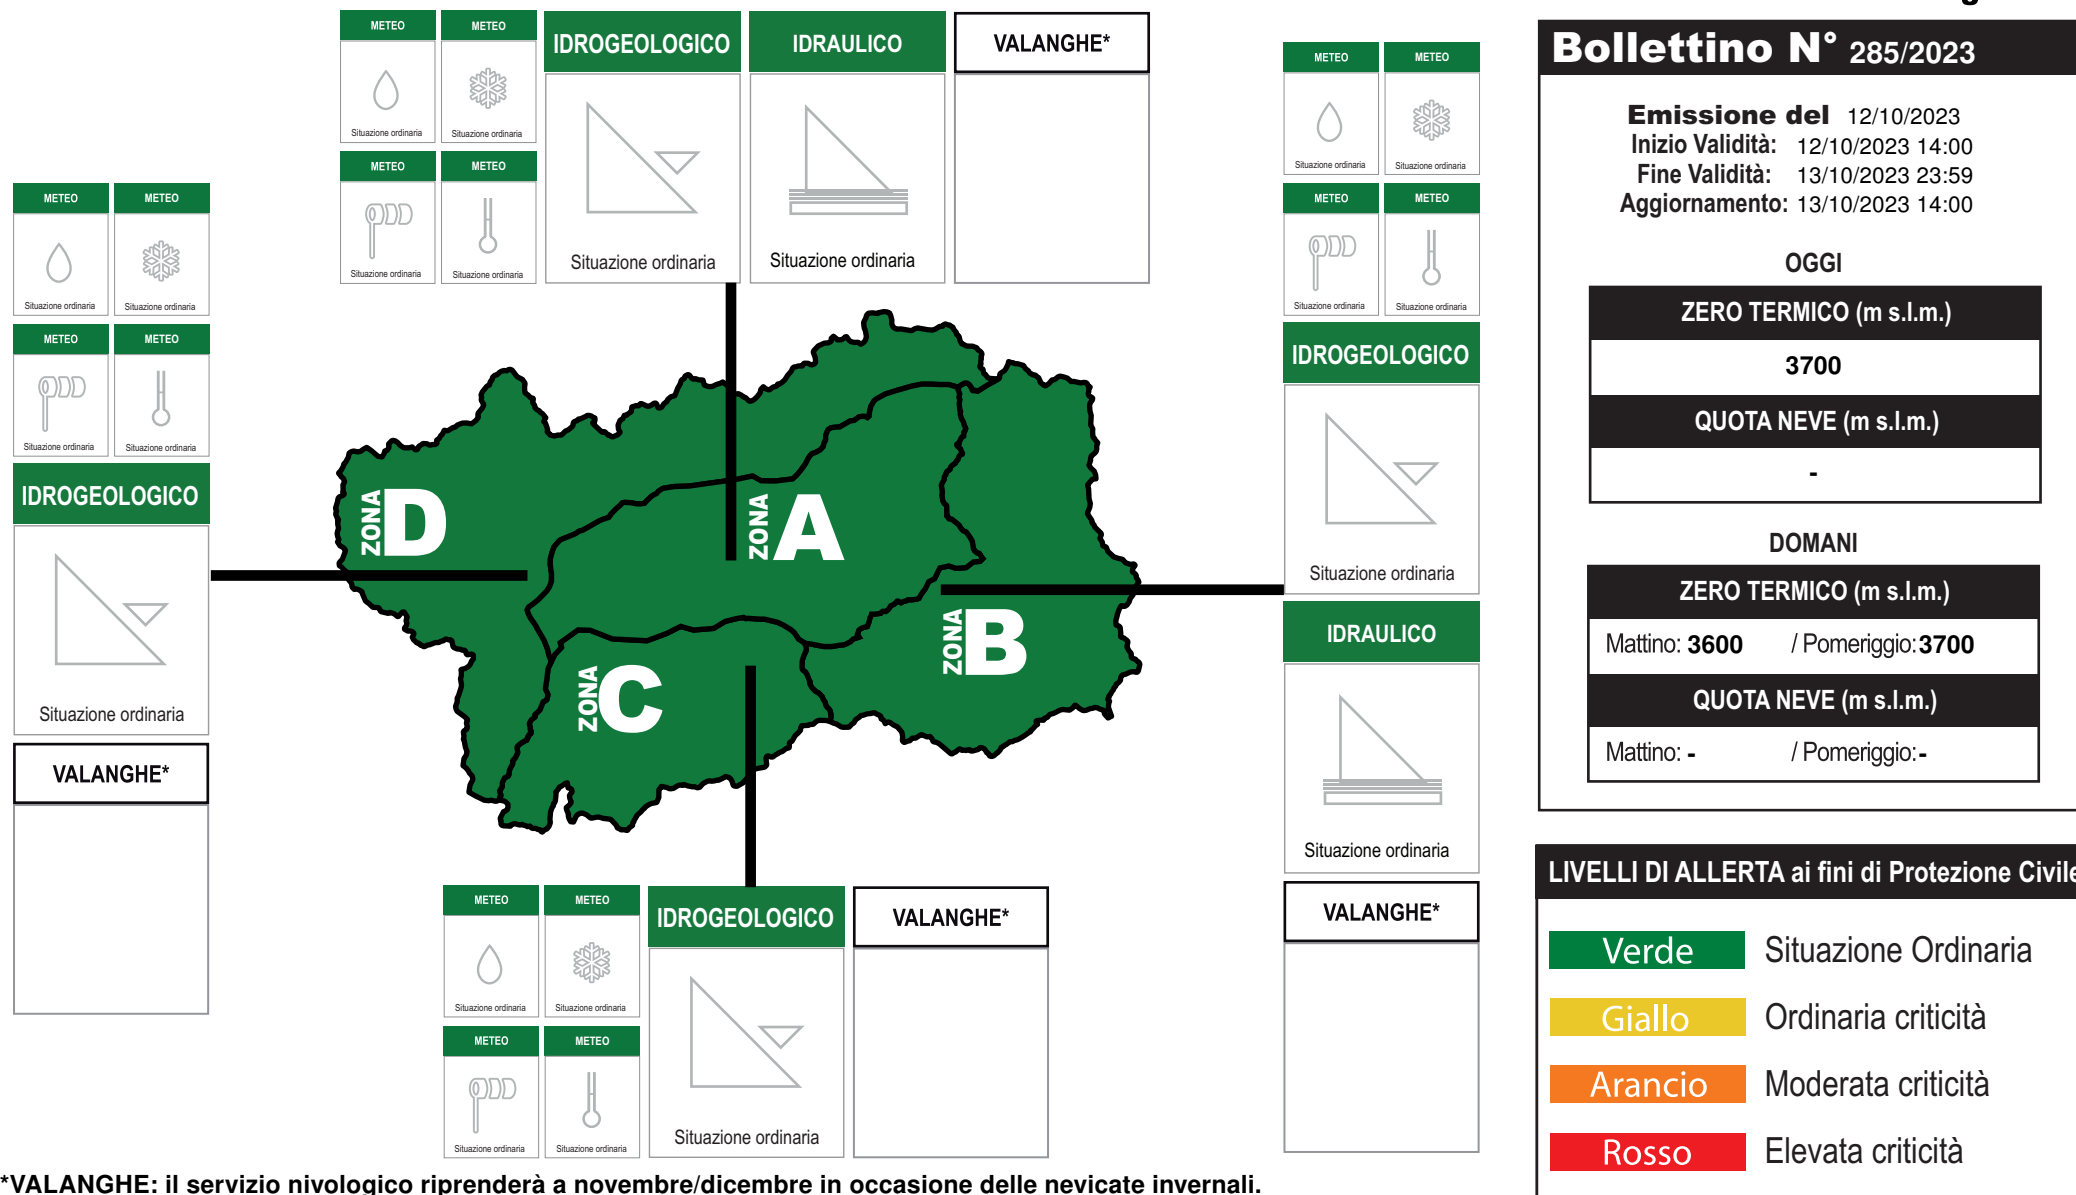 METEO
METEO
IDROGEOLOGICO
IDRAULICO
VALANGHE*
Situazione ordinaria
Situazione ordinaria
METEO
METEO
Situazione ordinaria
Situazione ordinaria
Situazione ordinaria
Situazione ordinaria
METEO
METEO
Situazione ordinaria
Situazione ordinaria
METEO
METEO
Situazione ordinaria
Situazione ordinaria
IDROGEOLOGICO
Situazione ordinaria
VALANGHE*
METEO
METEO
Situazione ordinaria
Situazione ordinaria
METEO
METEO
Situazione ordinaria
Situazione ordinaria
IDROGEOLOGICO
Situazione ordinaria
IDRAULICO
Situazione ordinaria
VALANGHE*
ZONA D
ZONA A
ZONA B
ZONA C
METEO
METEO
IDROGEOLOGICO
VALANGHE*
Situazione ordinaria
Situazione ordinaria
METEO
METEO
Situazione ordinaria
Situazione ordinaria
Situazione ordinaria
*VALANGHE: il servizio nivologico riprenderà a novembre/dicembre in occasione delle nevicate invernali.
Bollettino N° 285/2023
Emissione del 12/10/2023
Inizio Validità: 12/10/2023 14:00
Fine Validità: 13/10/2023 23:59
Aggiornamento: 13/10/2023 14:00
OGGI
ZERO TERMICO (m s.l.m.)
3700
QUOTA NEVE (m s.l.m.)
-
DOMANI
ZERO TERMICO (m s.l.m.)
Mattino: 3600 / Pomeriggio: 3700
QUOTA NEVE (m s.l.m.)
Mattino: - / Pomeriggio: -
LIVELLI DI ALLERTA ai fini di Protezione Civile
Verde Situazione Ordinaria
Giallo Ordinaria criticità
Arancio Moderata criticità
Rosso Elevata criticità